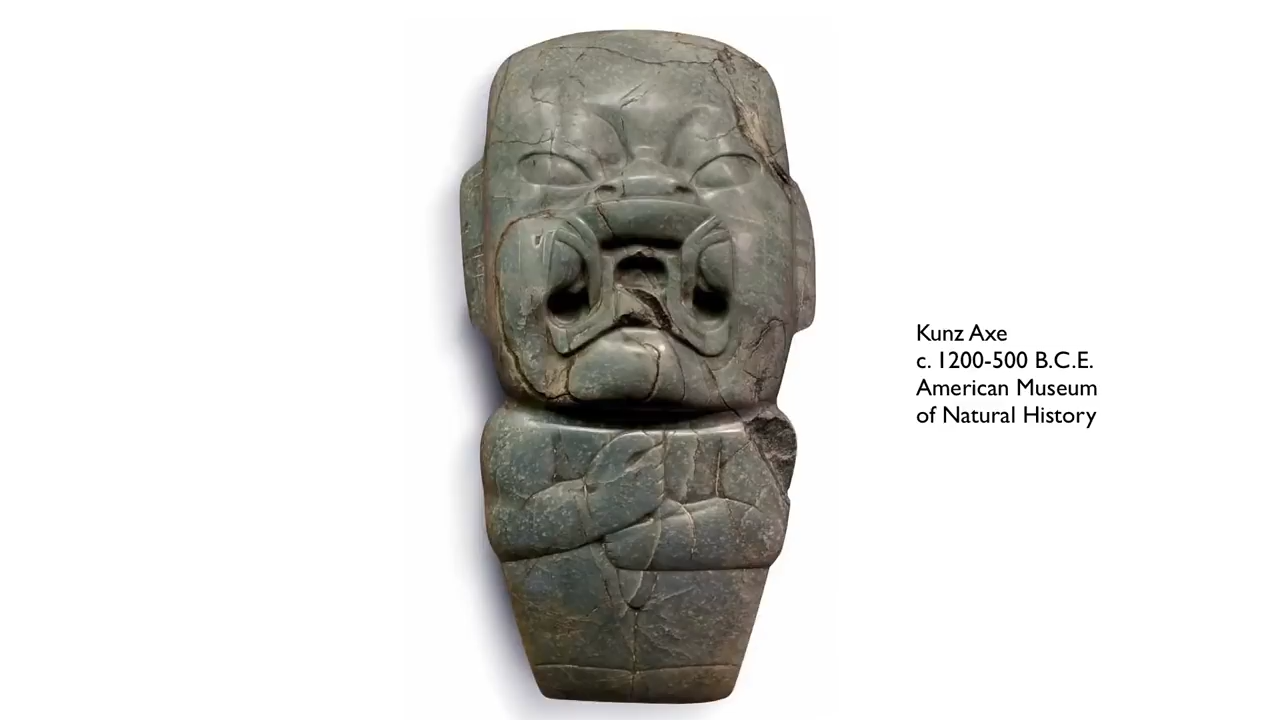 Kunz Axe
c. 1200-500 B.C.E.
American Museum
of Natural History